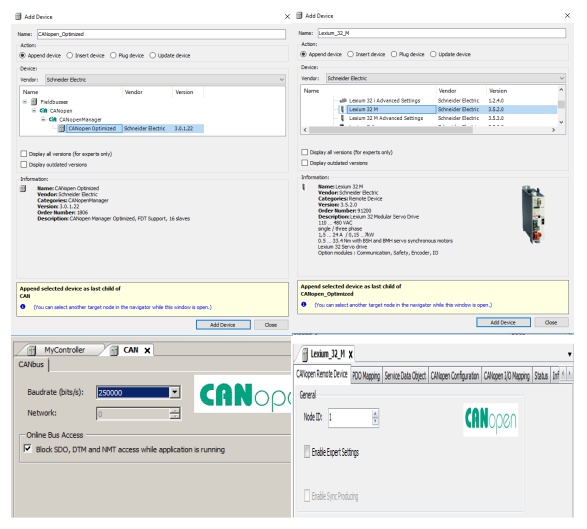 Add Device
Name: CANopen_Optimized
Action:
Append device Insert device Plug device Update device
Device:
Vendor: Schneider Electric
Name Vendor Version
Fieldbusses
CANopen
CANopenManager
CANopen Optimized Schneider Electric 3.0.1.22
Display all versions (for experts only)
Display outdated versions
Information:
Name: CANopen Optimized
Vendor: Schneider Electric
Categories: CANopenManager
Version: 3.0.1.22
Order Number: 1806
Description: CANopen Manager Optimized, FDT Support, 16 slaves
Append selected device as last child of
CAN
(You can select another target node in the navigator while this window is open.)
Add Device Close
Add Device
Name: Lexium_32_M
Action:
Append device Insert device Plug device Update device
Device:
Vendor: Schneider Electric
Name Vendor Version
Lexium 32 i Advanced Settings Schneider Electric 1.2.4.0
Lexium 32 M Schneider Electric 3.5.2.0
Lexium 32 M Advanced Settings Schneider Electric 3.5.3.0
Display all versions (for experts only)
Display outdated versions
Information:
Name: Lexium 32 M
Vendor: Schneider Electric
Categories: Remote Device
Version: 3.5.2.0
Order Number: 91200
Description: Lexium 32 Modular Servo Drive
110 ... 480 VAC
single / three phase
1,5 ... 24 A / 0,15 ...7kW
0.5 ... 33.4 Nm with BSH and BMH servo synchronous motors
Lexium 32 Servo drive
Option modules : Communication, Safety, Encoder, IO
Append selected device as last child of
CANopen_Optimized
(You can select another target node in the navigator while this window is open.)
Add Device Close
MyController CAN x
CANbus
Baudrate (bits/s): 250000
CANop
Network: 0
Online Bus Access
Block SDO, DTM and NMT access while application is running
Lexium_32_M X
CANopen Remote Device PDO Mapping Service Data Object CANopen Configuration CANopen I/O Mapping Status Inf
General
Node ID: 1
CANopen
Enable Expert Settings
Enable Sync Producing